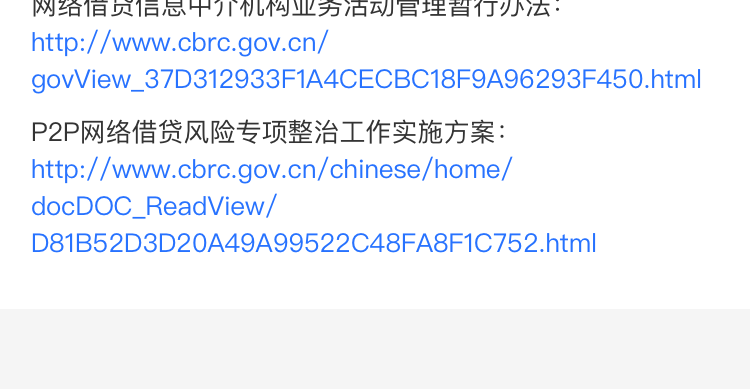 网络借贷信息中介机构业务活动管理暂行办法：
http://www.cbrc.gov.cn/
govView_37D312933F1A4CECBC18F9A96293F450.html
P2P网络借贷风险专项整治工作实施方案：
http://www.cbrc.gov.cn/chinese/home/
docDOC_ReadView/
D81B52D3D20A49A99522C48FA8F1C752.html